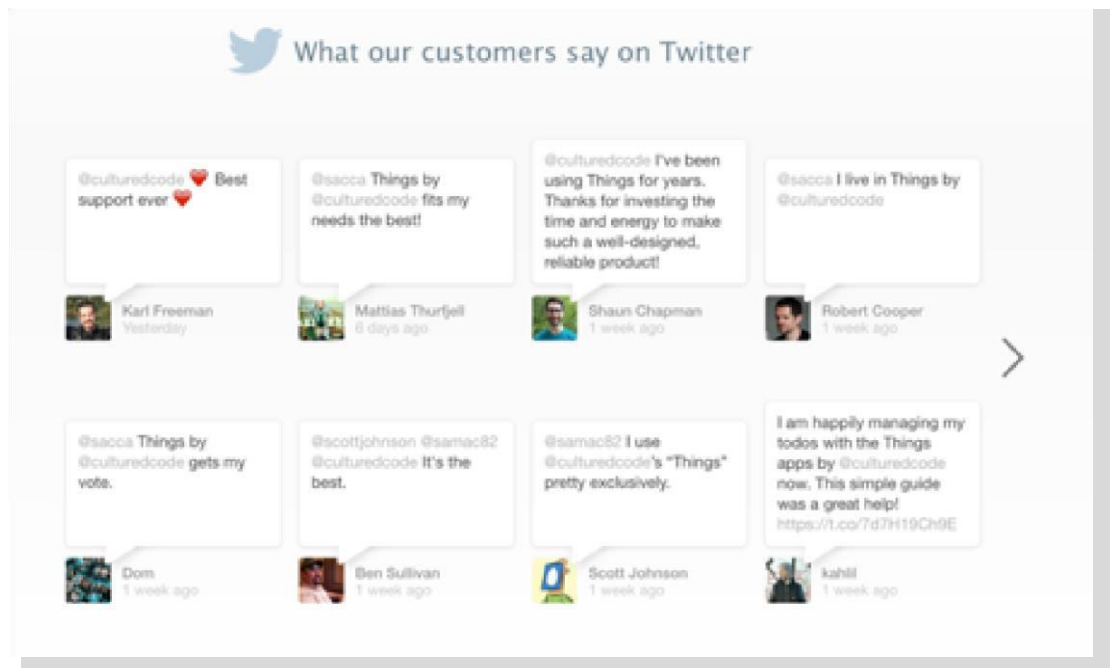 What our customers say on Twitter
@culturedcode ❤️ Best
support ever ❤️
Karl Freeman
Yesterday
@sacca Things by
@culturedcode fits my
needs the best!
Mattias Thurfjell
6 days ago
@culturedcode I've been
using Things for years.
Thanks for investing the
time and energy to make
such a well-designed,
reliable product!
Shaun Chapman
1 week ago
@sacca I live in Things by
@culturedcode
Robert Cooper
1 week ago
@sacca Things by
@culturedcode gets my
vote.
Dom
1 week ago
@scottjohnson @samac82
@culturedcode It's the
best.
Ben Sullivan
1 week ago
@samac82 I use
@culturedcode's "Things"
pretty exclusively.
Scott Johnson
1 week ago
I am happily managing my
todos with the Things
apps by @culturedcode
now. This simple guide
was a great help!
https://t.co/7d7H19Ch9E
kahlil
1 week ago